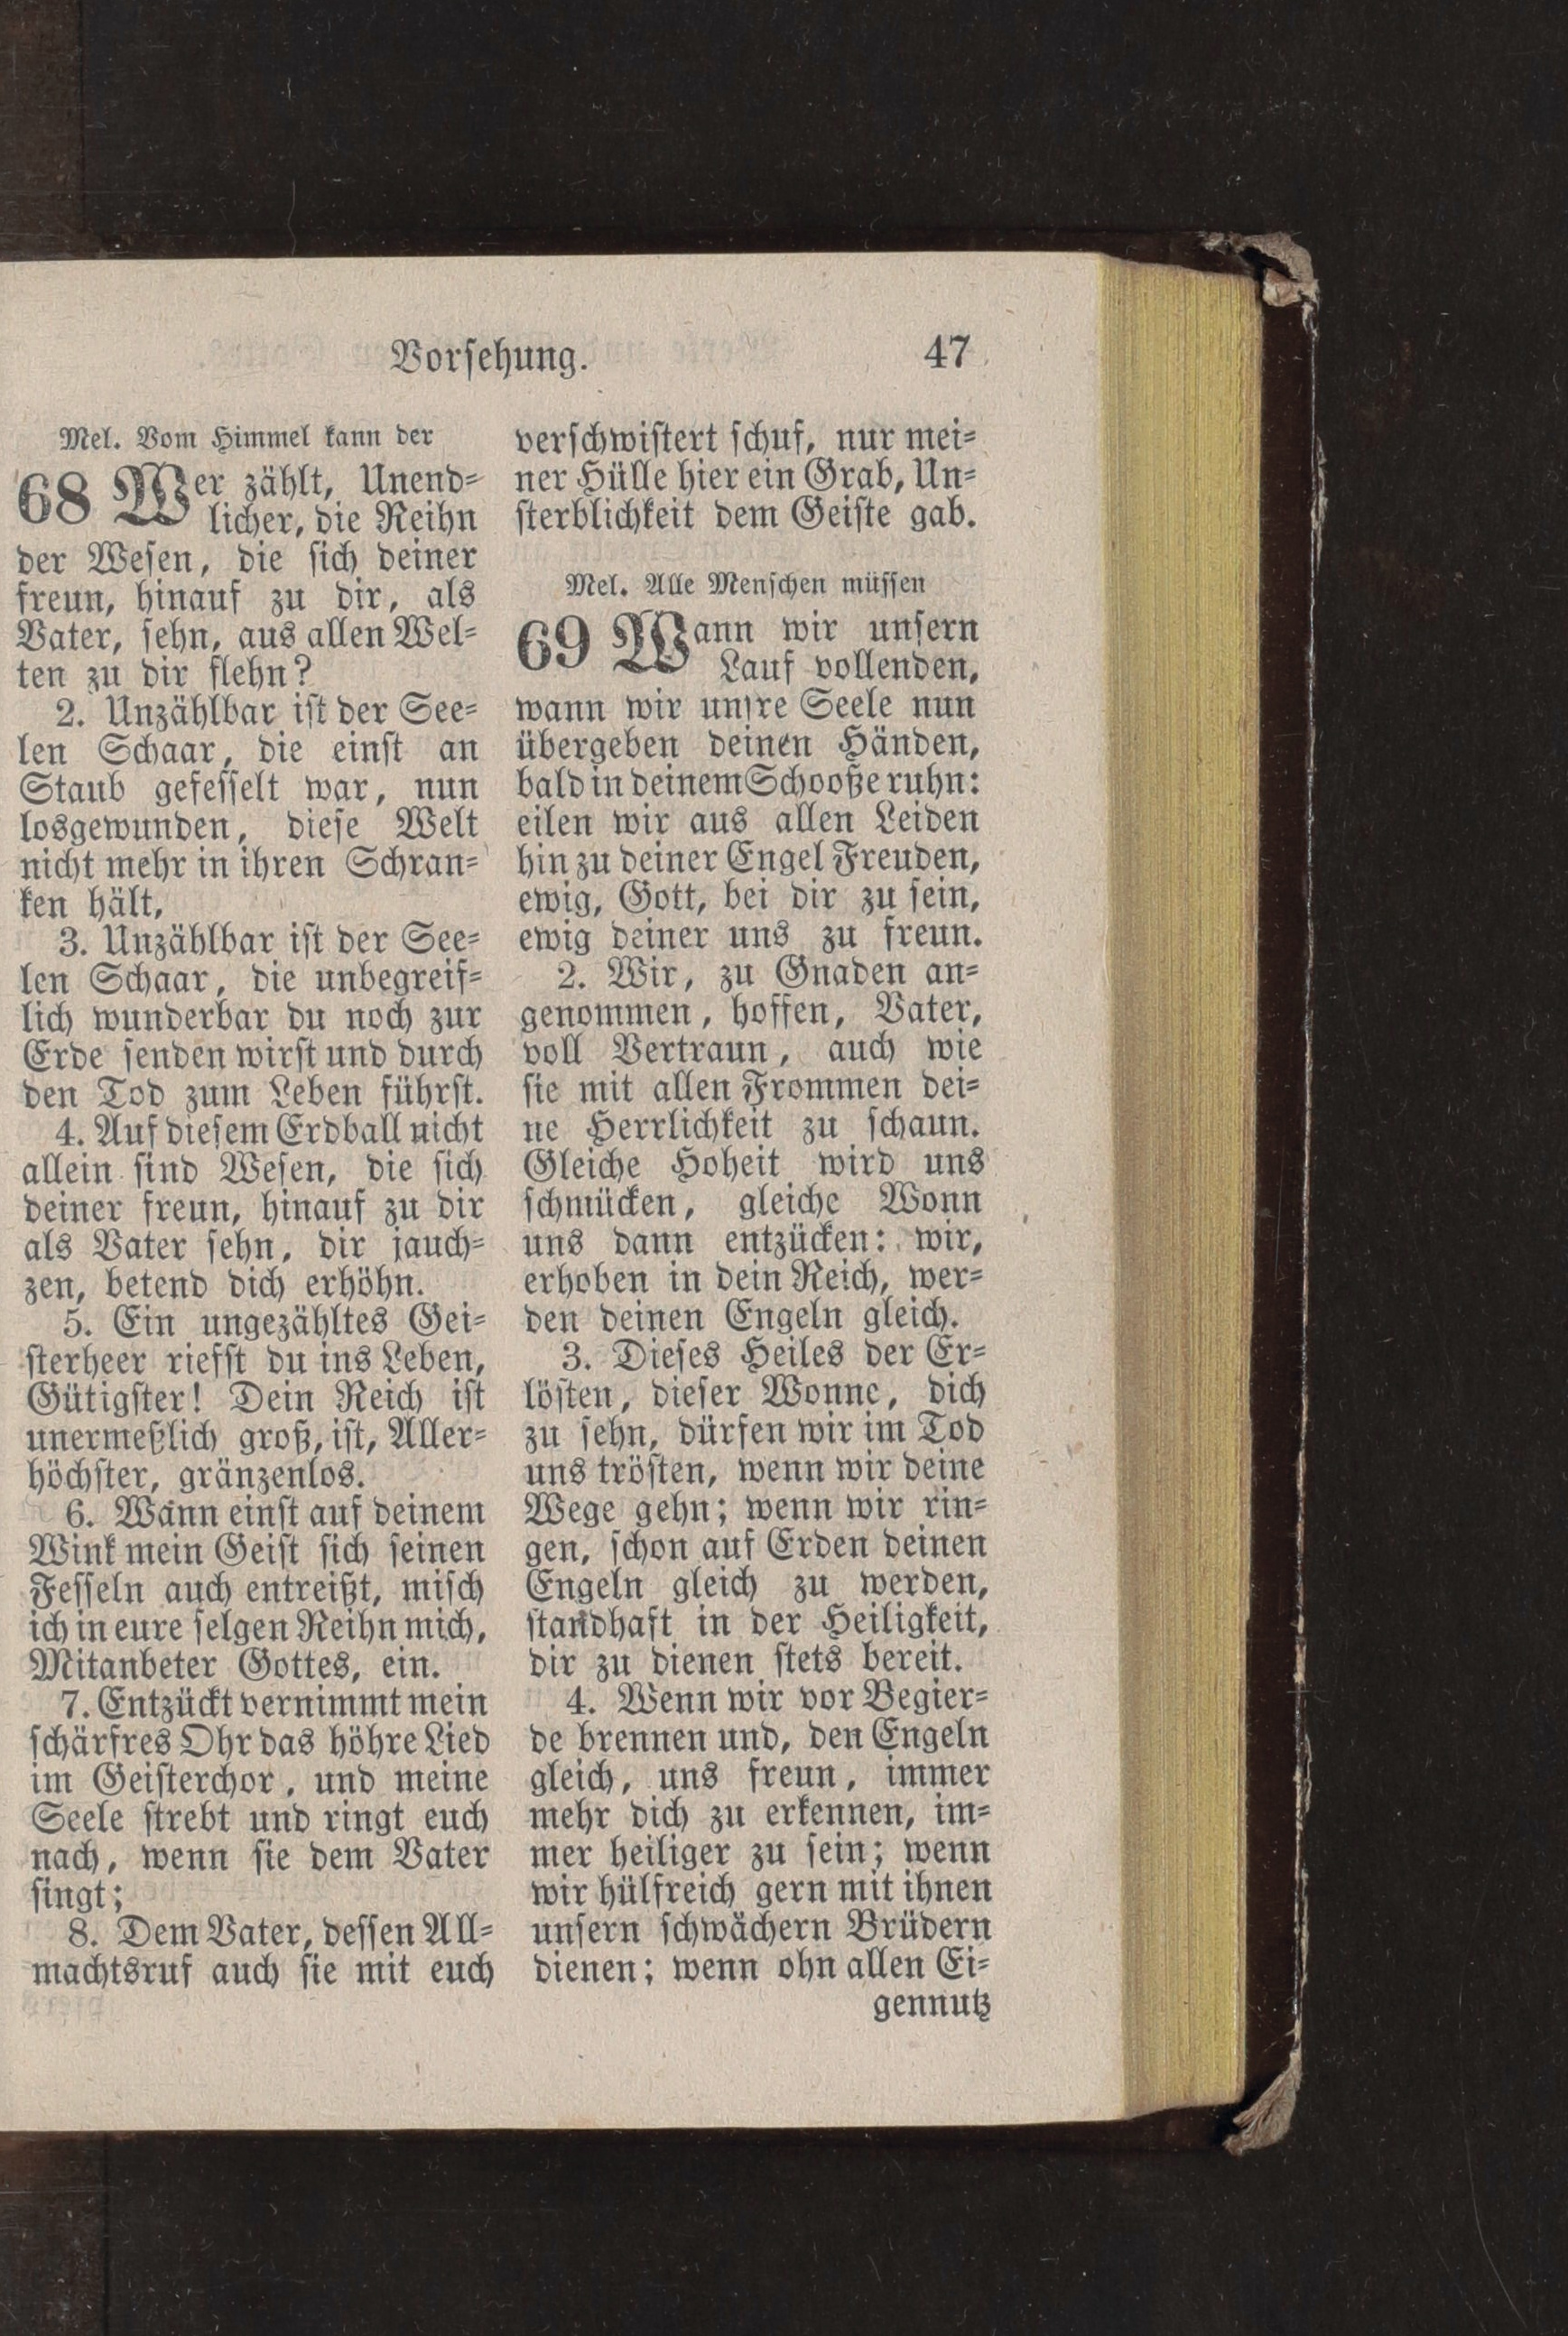 Vorsehung.
47
Mel. Vom Himmel kann der
68 Wer zählt, Unend-
licher, die Reihn
der Wesen, die sich deiner
freun, hinauf zu dir, als
Vater, sehn, aus allen Wel-
ten zu dir flehn?
2. Unzählbar ist der See-
len Schaar, die einst an
Staub gefesselt war, nun
losgewunden, diese Welt
nicht mehr in ihren Schran-
ken hält,
3. Unzählbar ist der See-
len Schaar, die unbegreif-
lich wunderbar du noch zur
Erde senden wirst und durch
den Tod zum Leben führst.
4. Auf diesem Erdball nicht
allein sind Wesen, die sich
deiner freun, hinauf zu dir
als Vater sehn, dir jauch-
zen, betend dich erhöhn.
5. Ein ungezähltes Gei-
sterheer riefst du ins Leben,
Gütigster! Dein Reich ist
unermeßlich groß, ist, Aller-
höchster, gränzenlos.
6. Wann einst auf deinem
Wink mein Geist sich seinen
Fesseln auch entreißt, misch
ich in eure selgen Reihn mich,
Mitanbeter Gottes, ein.
7. Entzückt vernimmt mein
schärfres Ohr das höhre Lied
im Geisterchor, und meine
Seele strebt und ringt euch
nach, wenn sie dem Vater
singt;
8. Dem Vater, dessen All-
machtsruf auch sie mit euch
verschwistert schuf, nur mei-
ner Hülle hier ein Grab, Un-
sterblichkeit dem Geiste gab.
Mel. Alle Menschen müssen
69 Wann wir unsern
Lauf vollenden,
wann wir unsre Seele nun
übergeben deinen Händen,
bald in deinem Schooße ruhn:
eilen wir aus allen Leiden
hin zu deiner Engel Freuden,
ewig, Gott, bei dir zu sein,
ewig deiner uns zu freun.
2. Wir, zu Gnaden an-
genommen, hoffen, Vater,
voll Vertraun, auch wie
sie mit allen Frommen dei-
ne Herrlichkeit zu schaun.
Gleiche Hoheit wird uns
schmücken, gleiche Wonn
uns dann entzücken: wir,
erhoben in dein Reich, wer-
den deinen Engeln gleich.
3. Dieses Heiles der Er-
lösten, dieser Wonne, dich
zu sehn, dürfen wir im Tod
uns trösten, wenn wir deine
Wege gehn; wenn wir rin-
gen, schon auf Erden deinen
Engeln gleich zu werden,
standhaft in der Heiligkeit,
dir zu dienen stets bereit.
4. Wenn wir vor Begier-
de brennen und, den Engeln
gleich, uns freun, immer
mehr dich zu erkennen, im-
mer heiliger zu sein; wenn
wir hülfreich gern mit ihnen
unsern schwächern Brüdern
dienen; wenn ohn allen Ei-
gennutz